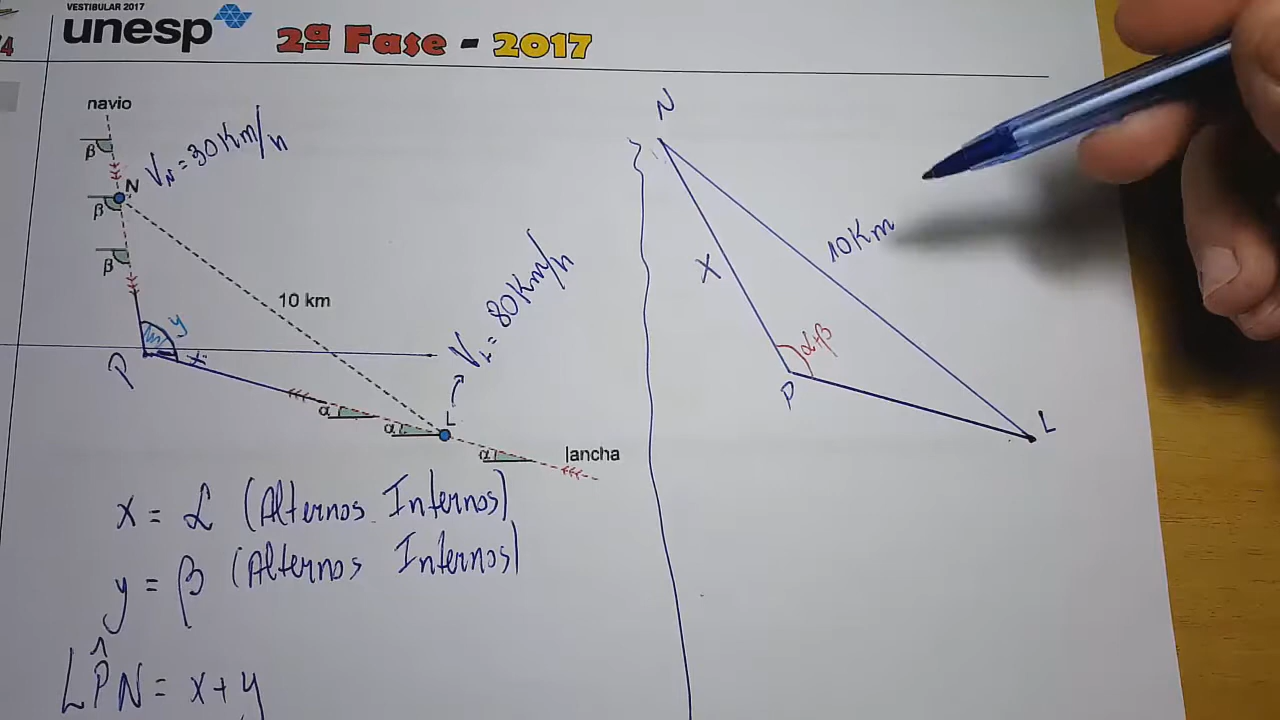 VESTIBULAR 2017
unesp
2ª Fase - 2017
4
navio
β
V_N = 30 Km/h
N
β
β
10 km
V_L = 80 Km/h
y
P
x
α
α
L
α
lancha
x = α (Alternos Internos)
y = β (Alternos Internos)
LP̂N = x + y
N
10 Km
x
α+β
P
L